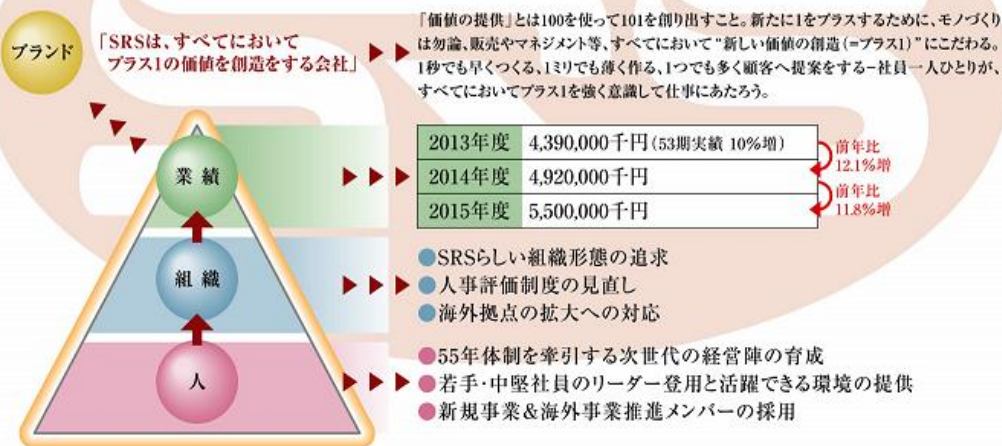 ブランド
「SRSは、すべてにおいて
プラス1の価値を創造をする会社」
「価値の提供」とは100を使って101を創り出すこと。新たに1をプラスするために、モノづくり
は勿論、販売やマネジメント等、すべてにおいて“新しい価値の創造(=プラス1)”にこだわる。
1秒でも早くつくる、1ミリでも薄く作る、1つでも多く顧客へ提案をする−社員一人ひとりが、
すべてにおいてプラス1を強く意識して仕事にあたろう。
業績
2013年度 4,390,000千円(53期実績 10%増)
2014年度 4,920,000千円
2015年度 5,500,000千円
前年比
12.1%増
前年比
11.8%増
組織
●SRSらしい組織形態の追求
●人事評価制度の見直し
●海外拠点の拡大への対応
人
●55年体制を牽引する次世代の経営陣の育成
●若手・中堅社員のリーダー登用と活躍できる環境の提供
●新規事業&海外事業推進メンバーの採用